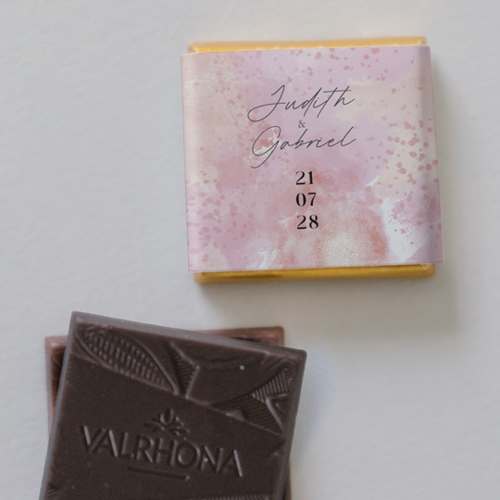 Judith
&
Gabriel
21
07
28
VALRHONA